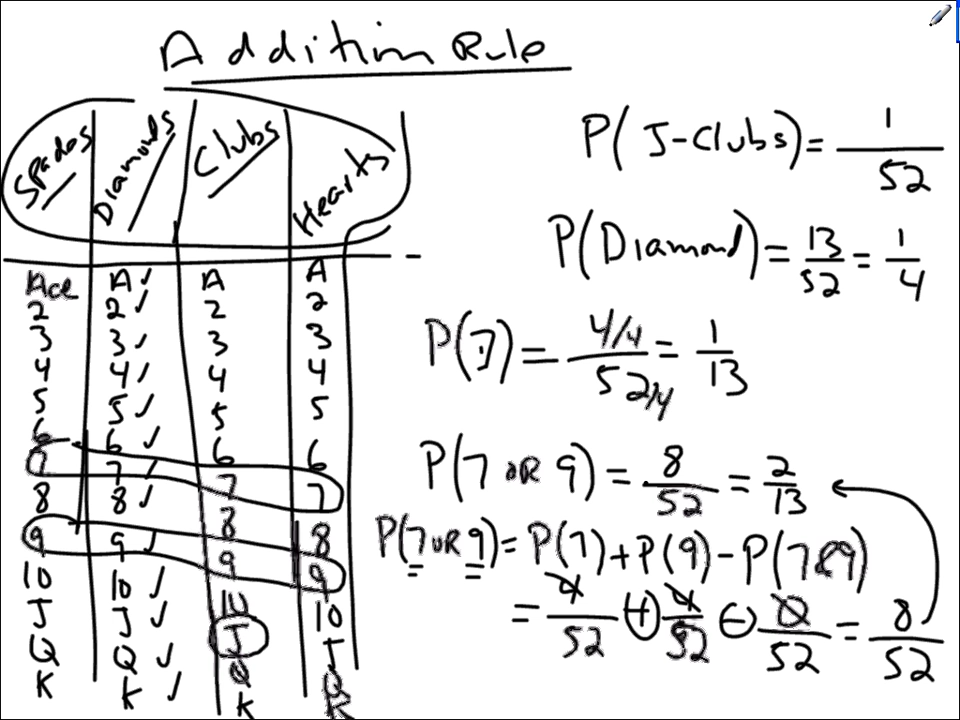 Addition Rule
Spades Diamonds Clubs Hearts
Ace A✓ A A
2 2✓ 2 2
3 3✓ 3 3
4 4✓ 4 4
5 5✓ 5 5
6 6✓ 6 6
7 7✓ 7 7
8 8✓ 8 8
9 9✓ 9 9
10 10✓ 10 10
J J✓ J J
Q Q✓ Q Q
K K✓ K K
P(J-Clubs) = 1/52
P(Diamond) = 13/52 = 1/4
P(7) = 4/4 / 52/4 = 1/13
P(7 OR 9) = 8/52 = 2/13
P(7 OR 9) = P(7) + P(9) - P(7&9)
= 4/52 + 4/52 - 0/52 = 8/52